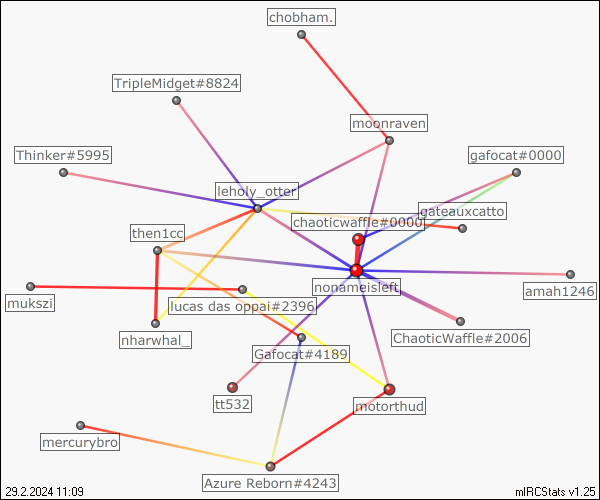 chobham.
TripleMidget#8824
moonraven
Thinker#5995
gafocat#0000
leholy_otter
gateauxcatto
chaoticwaffle#0000
then1cc
nonameisleft
amah1246
mukszi
lucas das oppai#2396
nharwhal_
ChaoticWaffle#2006
Gafocat#4189
tt532
motorthud
mercurybro
Azure Reborn#4243
29.2.2024 11:09
mIRCStats v1.25